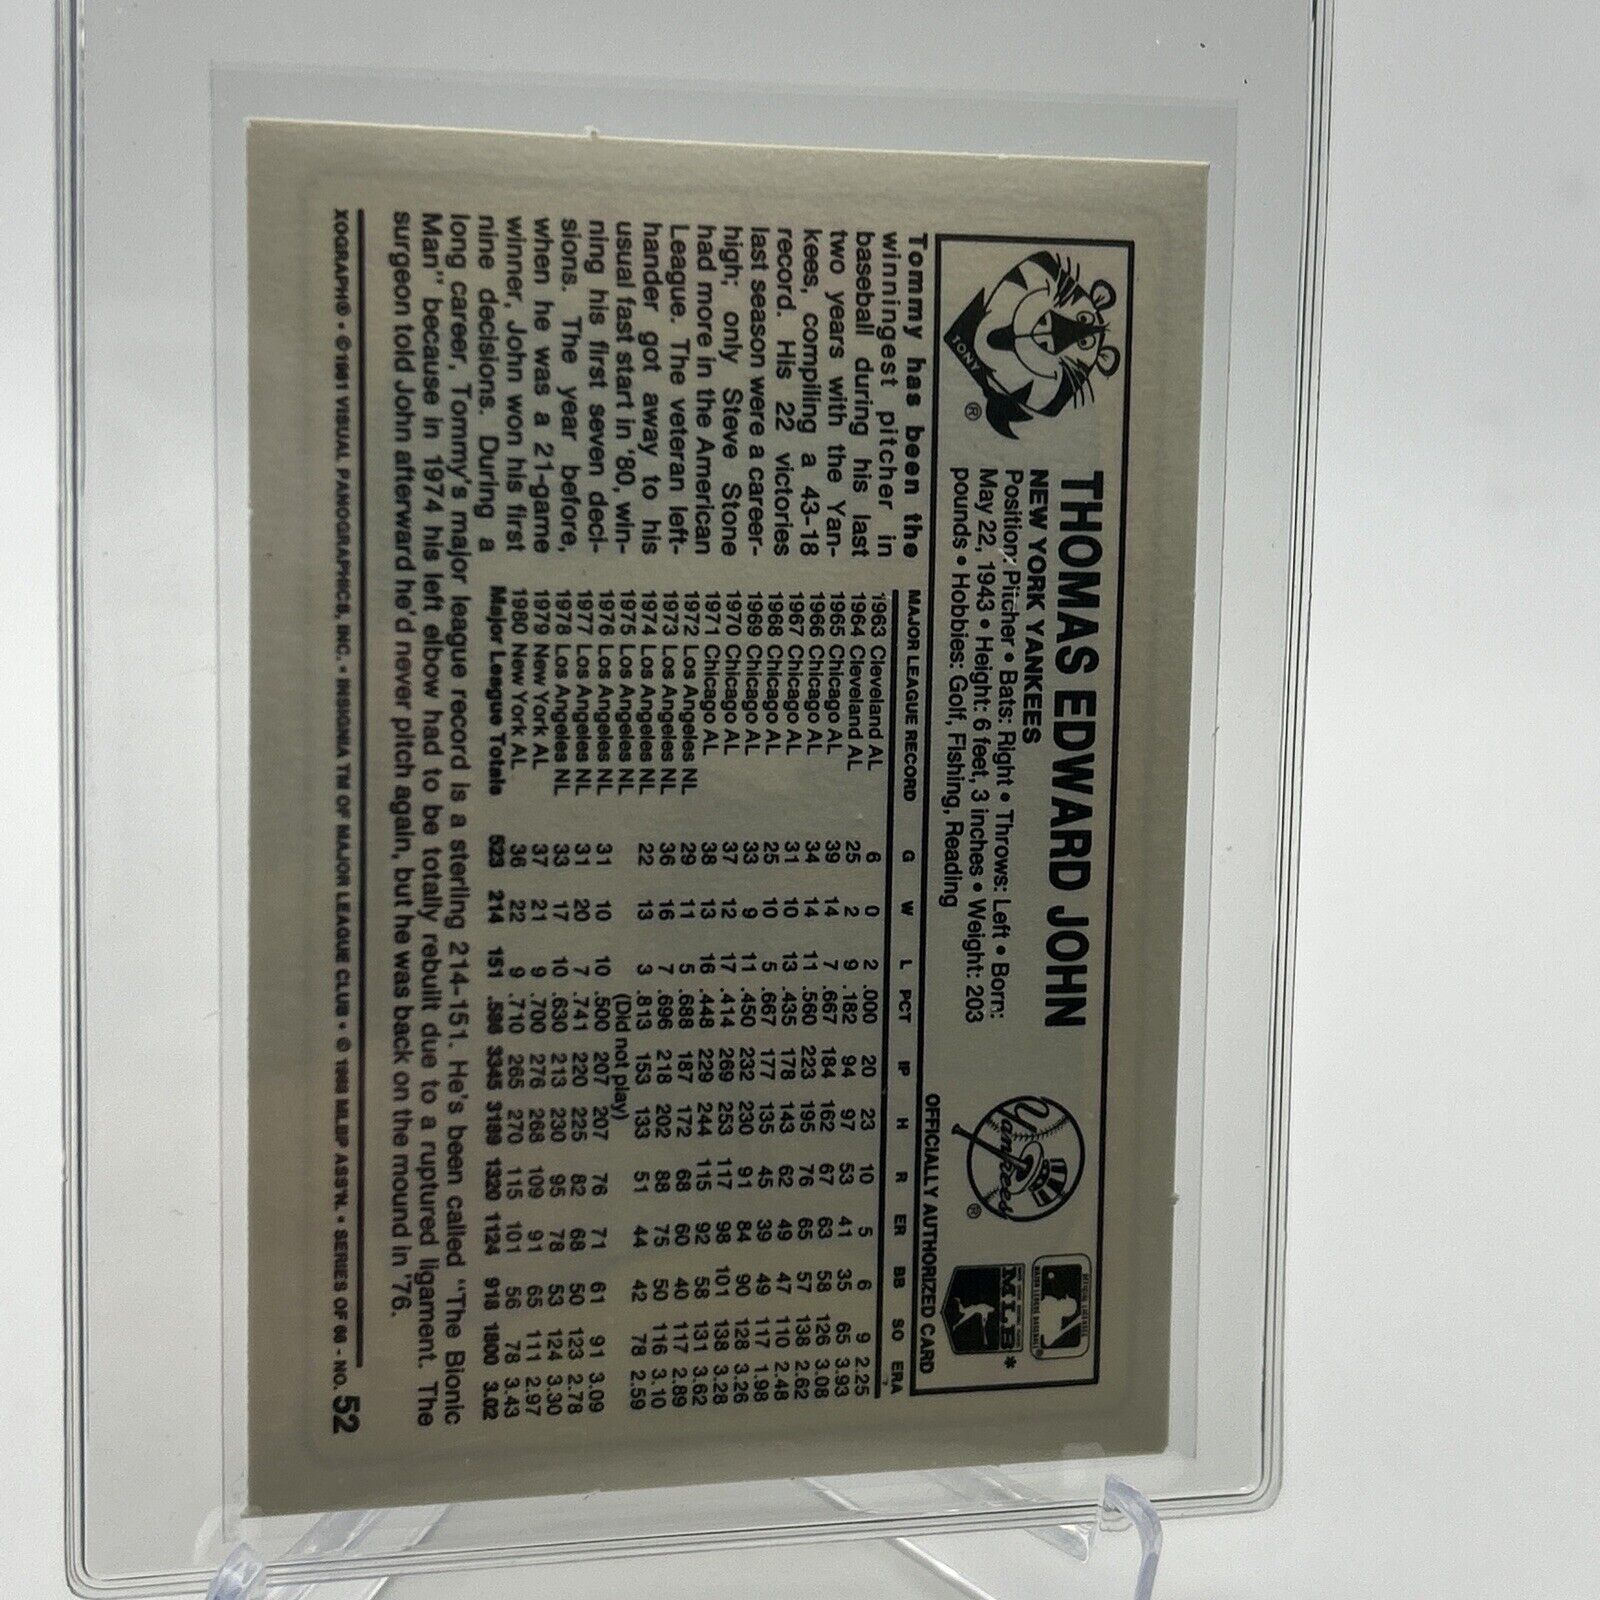 TONY
®
THOMAS EDWARD JOHN
NEW YORK YANKEES
Position: Pitcher • Bats: Right • Throws: Left • Born:
May 22, 1943 • Height: 6 feet, 3 inches • Weight: 203
pounds • Hobbies: Golf, Fishing, Reading
Yankees
®
MLB*
OFFICIALLY AUTHORIZED CARD
Tommy has been the
winningest pitcher in
baseball during his last
two years with the Yan-
kees, compiling a 43-18
record. His 22 victories
last season were a career-
high; only Steve Stone
had more in the American
League. The veteran left-
hander got away to his
usual fast start in '80, win-
ning his first seven deci-
sions. The year before,
when he was a 21-game
winner, John won his first
nine decisions. During a
MAJOR LEAGUE RECORD G W L PCT IP H R ER BB SO ERA
1963 Cleveland AL 6 0 2 .000 20 23 10 5 6 9 2.25
1964 Cleveland AL 25 2 9 .182 94 97 53 41 35 65 3.93
1965 Chicago AL 39 14 7 .667 184 162 67 63 58 126 3.08
1966 Chicago AL 34 14 11 .560 223 195 76 65 57 138 2.62
1967 Chicago AL 31 10 13 .435 178 143 62 49 47 110 2.48
1968 Chicago AL 25 10 5 .667 177 135 45 39 49 117 1.98
1969 Chicago AL 33 9 11 .450 232 230 91 84 90 128 3.26
1970 Chicago AL 37 12 17 .414 269 253 117 98 101 138 3.28
1971 Chicago AL 38 13 16 .448 229 244 115 92 58 131 3.62
1972 Los Angeles NL 29 11 5 .688 187 172 68 60 40 117 2.89
1973 Los Angeles NL 36 16 7 .696 218 202 88 75 50 116 3.10
1974 Los Angeles NL 22 13 3 .813 153 133 51 44 42 78 2.59
1975 Los Angeles NL (Did not play)
1976 Los Angeles NL 31 10 10 .500 207 207 76 71 61 91 3.09
1977 Los Angeles NL 31 20 7 .741 220 225 82 68 50 123 2.78
1978 Los Angeles NL 33 17 10 .630 213 230 95 78 53 124 3.30
1979 New York AL 37 21 9 .700 276 268 109 91 65 111 2.97
1980 New York AL 36 22 9 .710 265 270 115 101 56 78 3.43
Major League Totals 523 214 151 .586 3345 3189 1320 1124 918 1800 3.02
long career, Tommy's major league record is a sterling 214-151. He's been called "The Bionic
Man" because in 1974 his left elbow had to be totally rebuilt due to a ruptured ligament. The
surgeon told John afterward he'd never pitch again, but he was back on the mound in '76.
XOGRAPH® • ©1981 VISUAL PANOGRAPHICS, INC. • INSIGNIA TM OF MAJOR LEAGUE CLUB • © 1983 MLBP ASS'N. • SERIES OF 66 - NO. 52